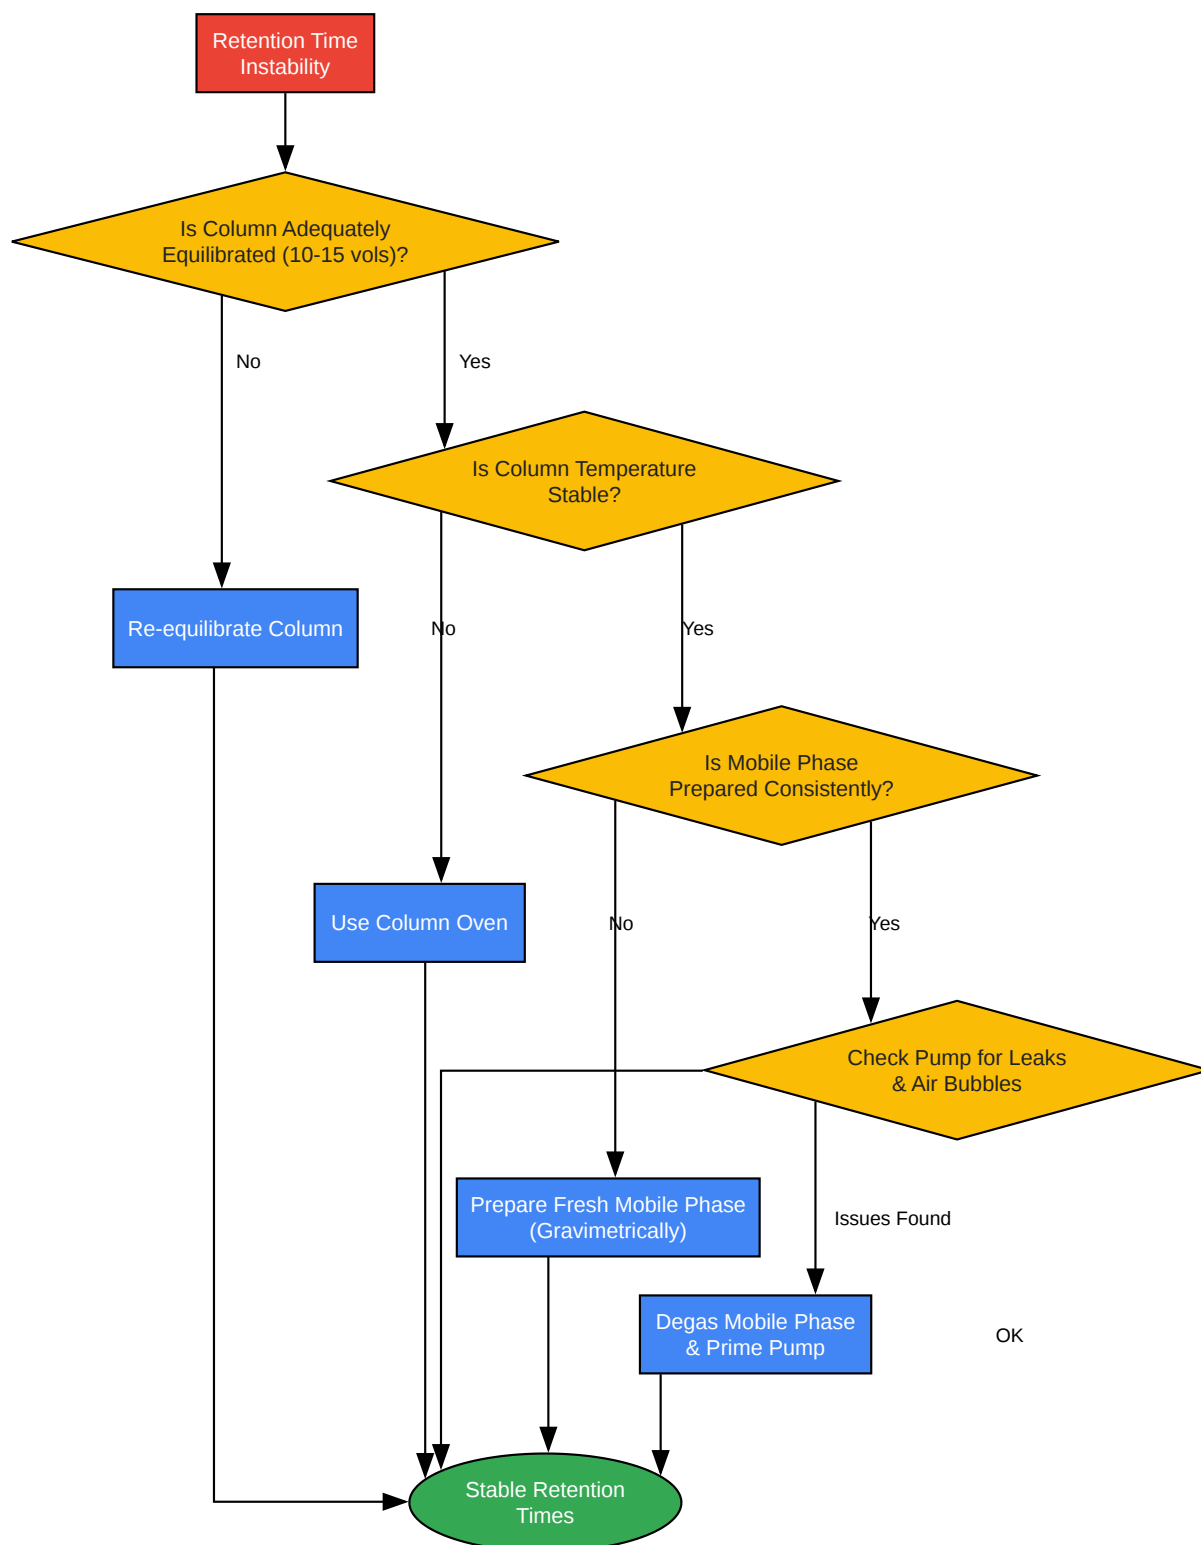 Retention Time
Instability
Is Column Adequately
Equilibrated (10-15 vols)?
No
Yes
Is Column Temperature
Stable?
Re-equilibrate Column
No
Yes
Is Mobile Phase
Prepared Consistently?
Use Column Oven
No
Yes
Check Pump for Leaks
& Air Bubbles
Prepare Fresh Mobile Phase
(Gravimetrically)
Issues Found
Degas Mobile Phase
& Prime Pump
OK
Stable Retention
Times